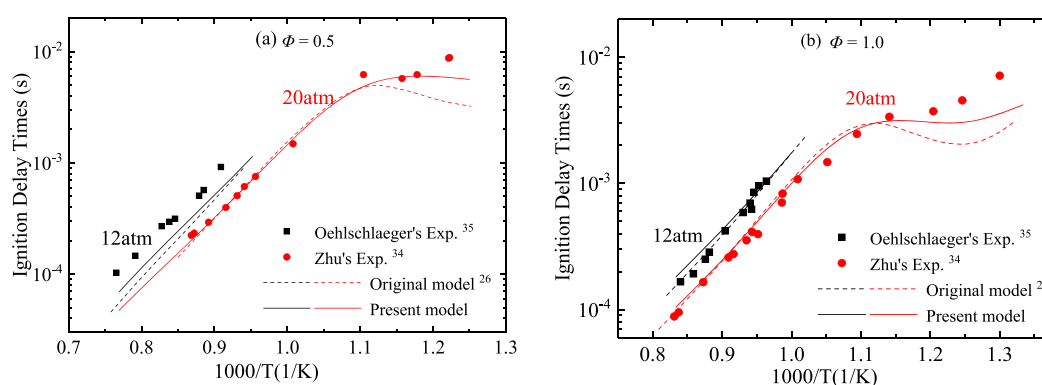 (a) Φ = 0.5
Ignition Delay Times (s)
10⁻²
10⁻³
10⁻⁴
20atm
12atm
Oehlschlaeger's Exp. ³⁵
Zhu's Exp. ³⁴
Original model ²⁶
Present model
0.7 0.8 0.9 1.0 1.1 1.2 1.3
1000/T(1/K)
(b) Φ = 1.0
Ignition Delay Times (s)
10⁻²
10⁻³
10⁻⁴
20atm
12atm
Oehlschlaeger's Exp. ³⁵
Zhu's Exp. ³⁴
Original model ²
Present model
0.8 0.9 1.0 1.1 1.2 1.3
1000/T(1/K)